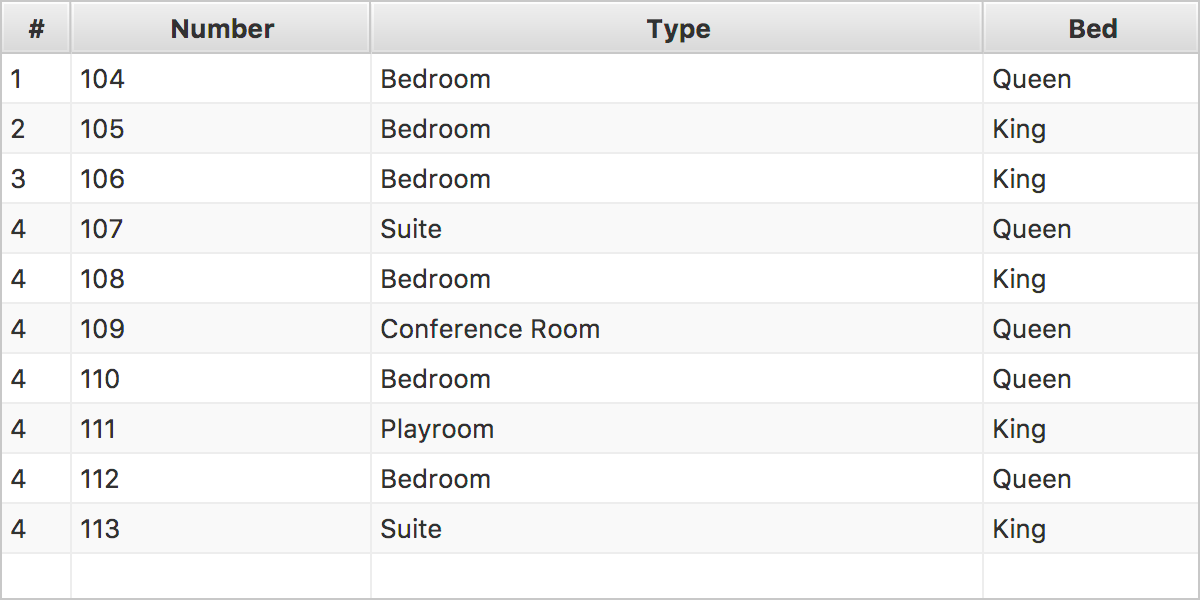 # Number Type Bed
1 104 Bedroom Queen
2 105 Bedroom King
3 106 Bedroom King
4 107 Suite Queen
4 108 Bedroom King
4 109 Conference Room Queen
4 110 Bedroom Queen
4 111 Playroom King
4 112 Bedroom Queen
4 113 Suite King